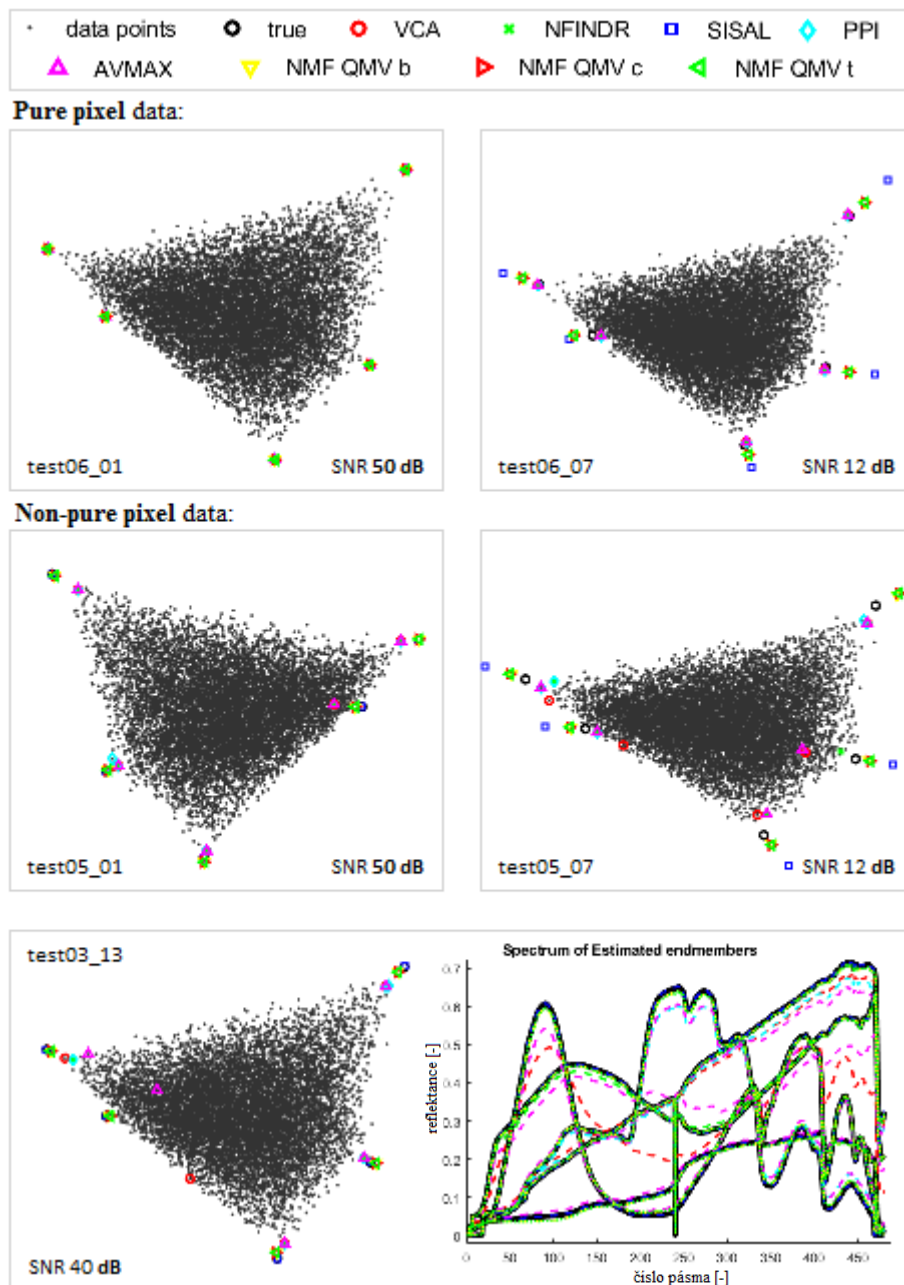 data points true VCA NFINDR SISAL PPI
AVMAX NMF QMV b NMF QMV c NMF QMV t
Pure pixel data:
test06_01 SNR 50 dB
test06_07 SNR 12 dB
Non-pure pixel data:
test05_01 SNR 50 dB
test05_07 SNR 12 dB
test03_13
SNR 40 dB
Spectrum of Estimated endmembers
reflektance [-]
0.7
0.6
0.5
0.4
0.3
0.2
0.1
0
0 50 100 150 200 250 300 350 400 450
číslo pásma [-]